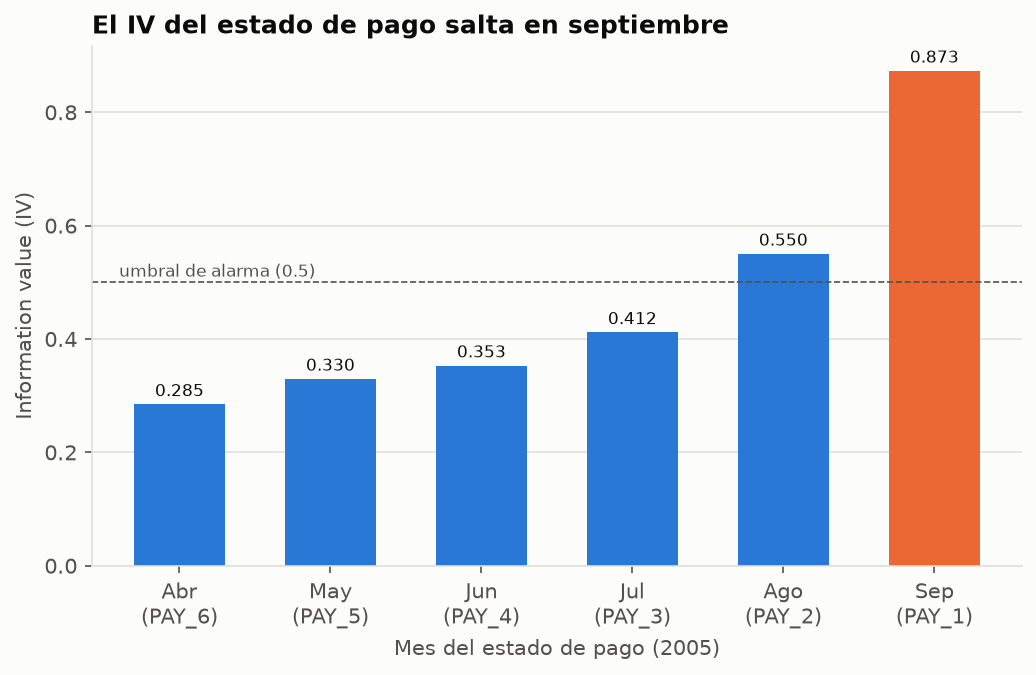 El IV del estado de pago salta en septiembre
Information value (IV)
0.8
0.6
0.4
0.2
0.0
umbral de alarma (0.5)
0.285
0.330
0.353
0.412
0.550
0.873
Abr
(PAY_6)
May
(PAY_5)
Jun
(PAY_4)
Jul
(PAY_3)
Ago
(PAY_2)
Sep
(PAY_1)
Mes del estado de pago (2005)